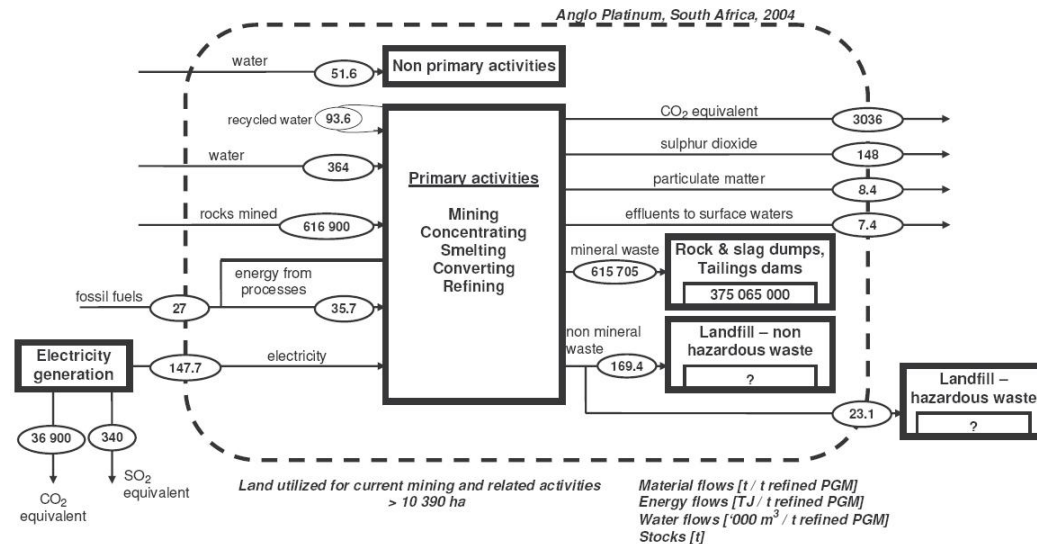 Anglo Platinum, South Africa, 2004
water
51.6
Non primary activities
recycled water
93.6
water
364
rocks mined
616 900
energy from
processes
fossil fuels
27
35.7
Electricity
generation
147.7
electricity
36 900
340
CO2
equivalent
SO2
equivalent
Primary activities
Mining
Concentrating
Smelting
Converting
Refining
CO2 equivalent
3036
sulphur dioxide
148
particulate matter
8.4
effluents to surface waters
7.4
mineral waste
615 705
Rock & slag dumps,
Tailings dams
375 065 000
non mineral
waste
169.4
Landfill – non
hazardous waste
?
23.1
Landfill –
hazardous waste
?
Land utilized for current mining and related activities
> 10 390 ha
Material flows [t / t refined PGM]
Energy flows [TJ / t refined PGM]
Water flows ['000 m³ / t refined PGM]
Stocks [t]